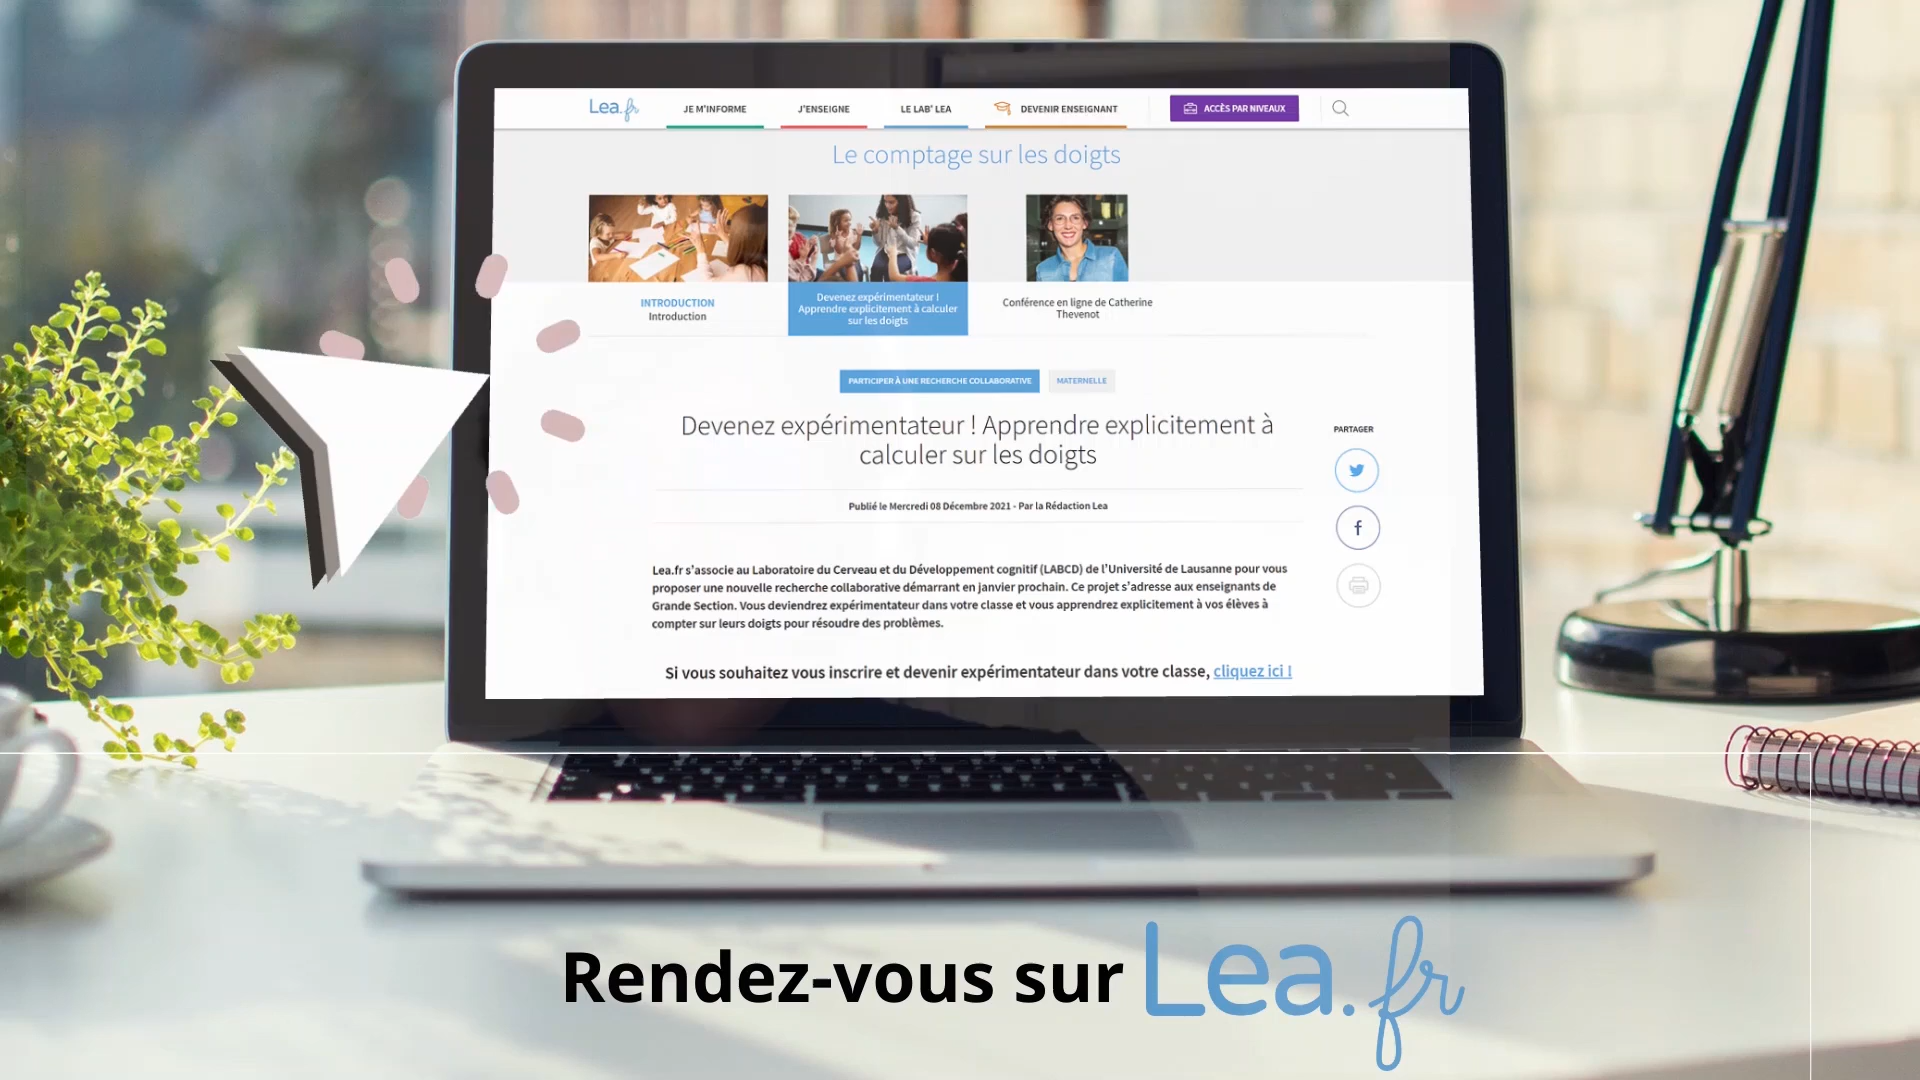 Lea.fr
JE M'INFORME
J'ENSEIGNE
LE LAB' LEA
DEVENIR ENSEIGNANT
ACCÈS PAR NIVEAUX
Le comptage sur les doigts
INTRODUCTION
Introduction
Devenez expérimentateur !
Apprendre explicitement à calculer
sur les doigts
Conférence en ligne de Catherine
Thevenot
PARTICIPER À UNE RECHERCHE COLLABORATIVE
MATERNELLE
Devenez expérimentateur ! Apprendre explicitement à
calculer sur les doigts
PARTAGER
Publié le Mercredi 08 Décembre 2021 - Par la Rédaction Lea
Lea.fr s'associe au Laboratoire du Cerveau et du Développement cognitif (LABCD) de l'Université de Lausanne pour vous
proposer une nouvelle recherche collaborative démarrant en janvier prochain. Ce projet s'adresse aux enseignants de
Grande Section. Vous deviendrez expérimentateur dans votre classe et vous apprendrez explicitement à vos élèves à
compter sur leurs doigts pour résoudre des problèmes.
Si vous souhaitez vous inscrire et devenir expérimentateur dans votre classe, cliquez ici !
Rendez-vous sur Lea.fr